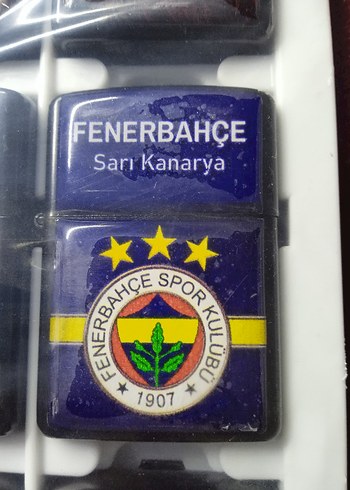 FENERBAHÇE
Sarı Kanarya
FENERBAHÇE SPOR KULÜBÜ
1907